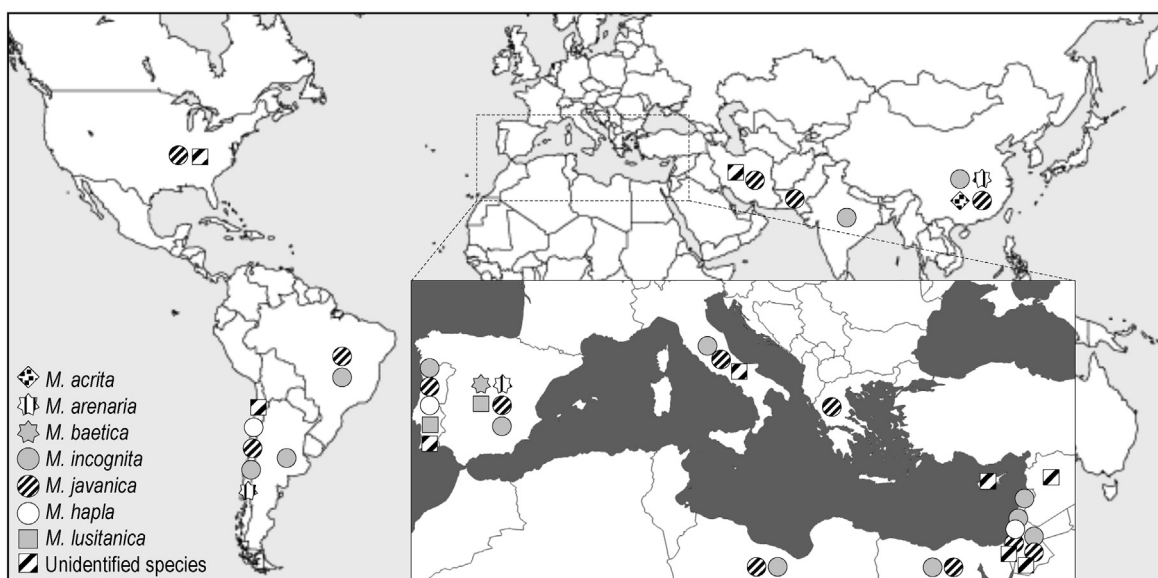 M. acrita
M. arenaria
M. baetica
M. incognita
M. javanica
M. hapla
M. lusitanica
Unidentified species